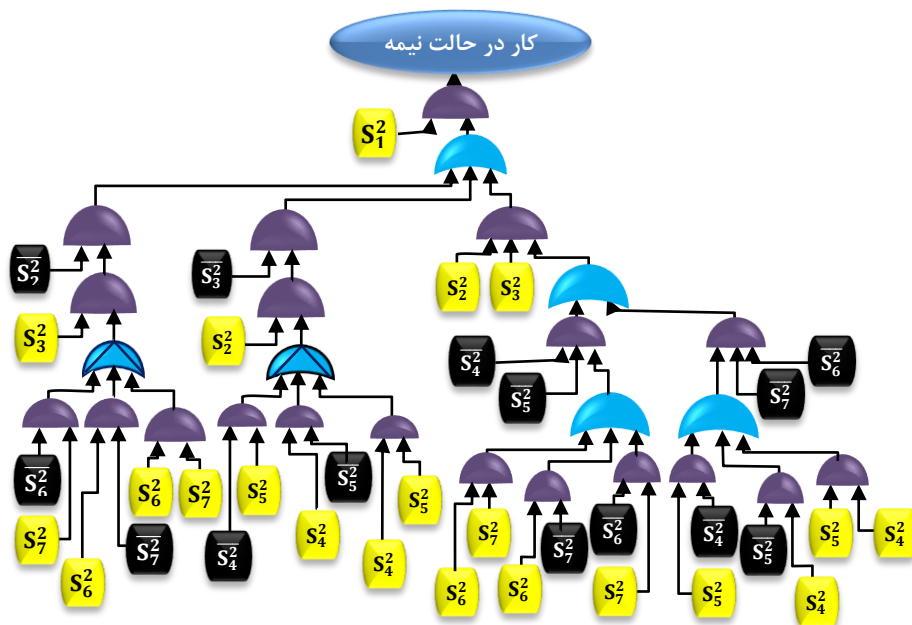 کار در حالت نیمه
S₁²
S̅₂²
S̅₃²
S₂² S₃²
S₃²
S₂²
S̅₄²
S̅₅²
S̅₆²
S̅₇²
S̅₆²
S₇²
S₆²
S̅₇²
S₆² S₇²
S₅²
S̅₄²
S₄²
S̅₅²
S₄²
S₅²
S₇²
S₆²
S₆²
S̅₇²
S̅₆²
S₇²
S₅²
S̅₄²
S̅₅²
S₄²
S₅² S₄²